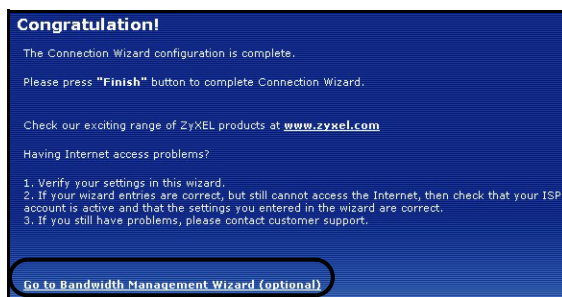 Congratulation!
The Connection Wizard configuration is complete.
Please press "Finish" button to complete Connection Wizard.
Check our exciting range of ZyXEL products at www.zyxel.com
Having Internet access problems?
1. Verify your settings in this wizard.
2. If your wizard entries are correct, but still cannot access the Internet, then check that your ISP
account is active and that the settings you entered in the wizard are correct.
3. If you still have problems, please contact customer support.
Go to Bandwidth Management Wizard (optional)